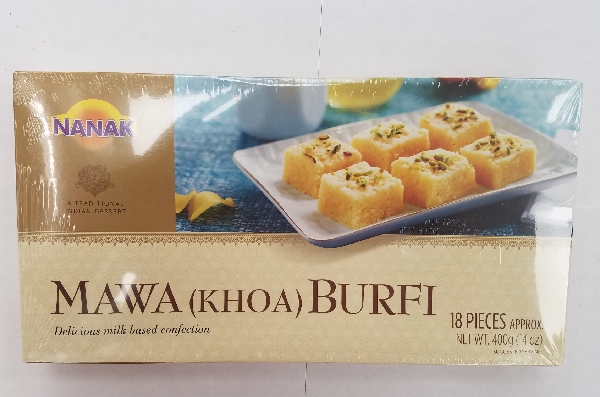 NANAK
A TRADITIONAL
INDIAN DESSERT
MAWA (KHOA) BURFI
Delicious milk based confection
18 PIECES APPROX.
NET WT. 400g (14 oz)